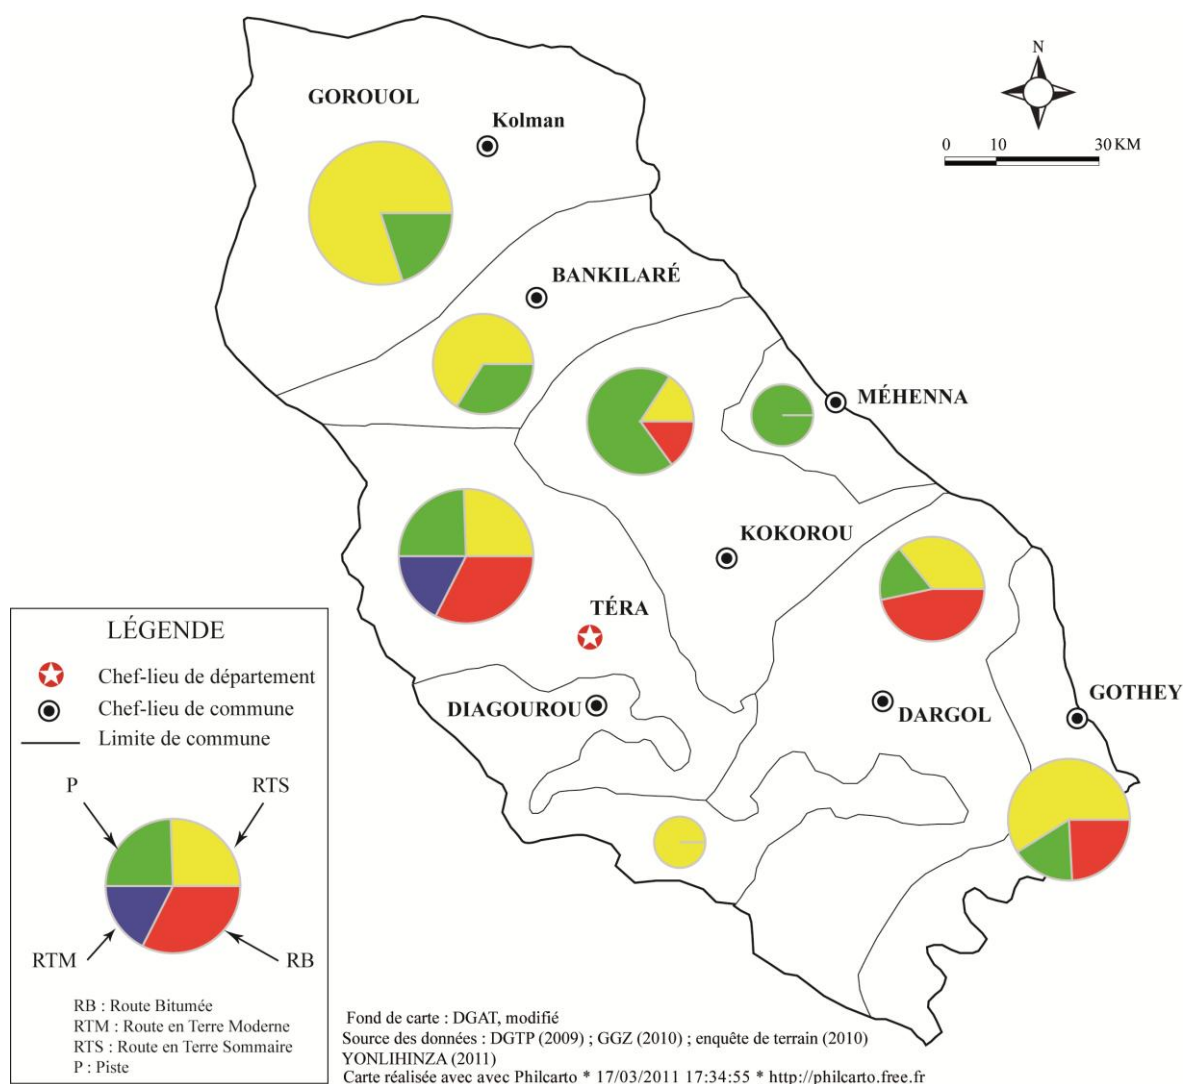 N
GOROUOL
Kolman
0 10 30 KM
BANKILARÉ
MÉHENNA
KOKOROU
TÉRA
DIAGOUROU
DARGOL
GOTHEY
LÉGENDE
Chef-lieu de département
Chef-lieu de commune
Limite de commune
P RTS
RTM RB
RB : Route Bitumée
RTM : Route en Terre Moderne
RTS : Route en Terre Sommaire
P : Piste
Fond de carte : DGAT, modifié
Source des données : DGTP (2009) ; GGZ (2010) ; enquête de terrain (2010)
YONLIHINZA (2011)
Carte réalisée avec avec Philcarto * 17/03/2011 17:34:55 * http://philcarto.free.fr